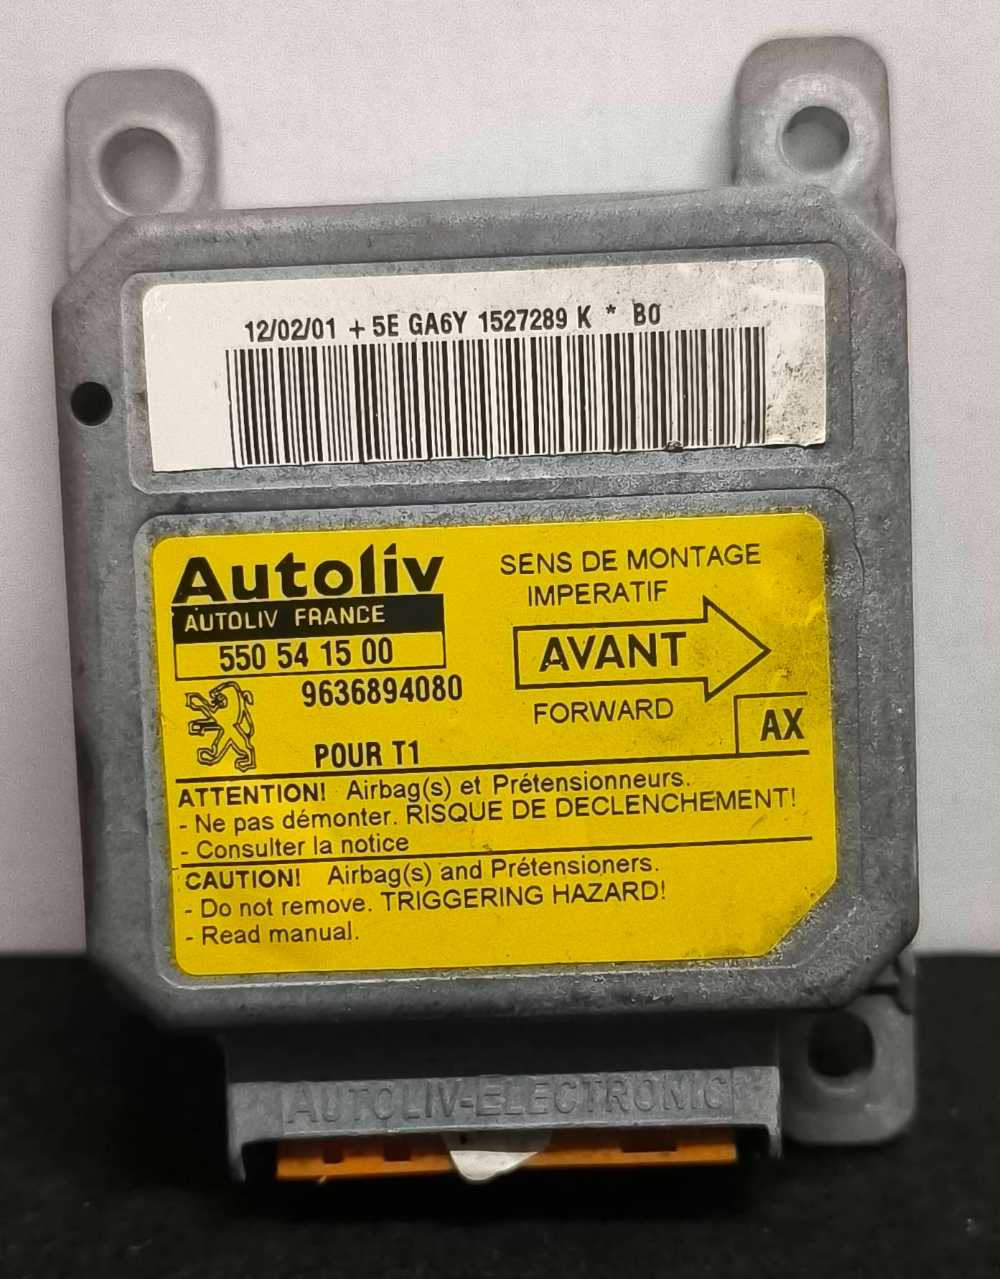 12/02/01 + 5E GA6Y 1527289 K * B0
Autoliv
AUTOLIV FRANCE
550 54 15 00
9636894080
POUR T1
SENS DE MONTAGE
IMPERATIF
AVANT
FORWARD
AX
ATTENTION! Airbag(s) et Prétensionneurs.
- Ne pas démonter. RISQUE DE DECLENCHEMENT!
- Consulter la notice
CAUTION! Airbag(s) and Prétensioners.
- Do not remove. TRIGGERING HAZARD!
- Read manual.
AUTOLIV-ELECTRONIC